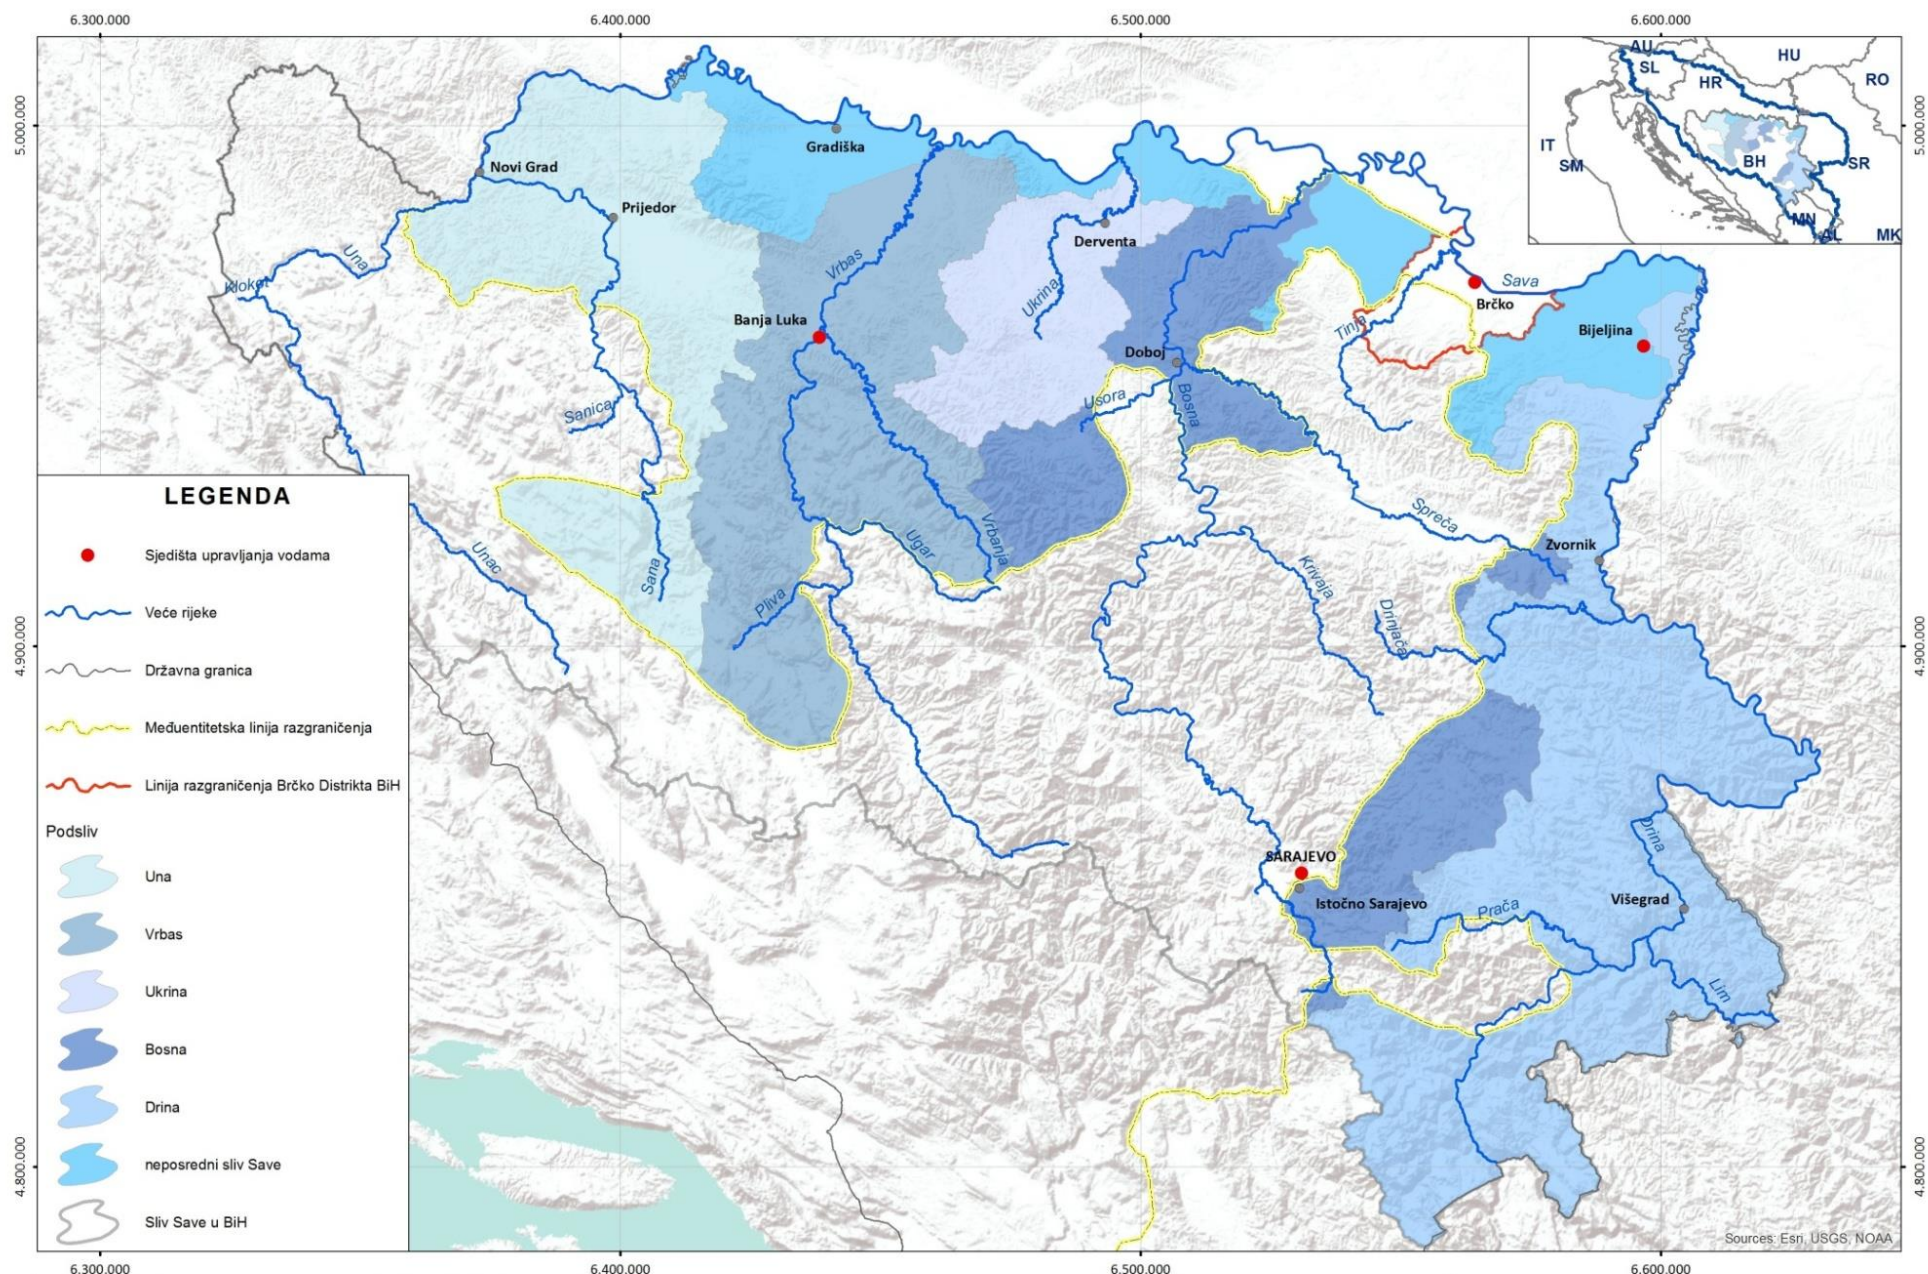 6.300.000
6.400.000
6.500.000
6.600.000
5.000.000
5.000.000
4.900.000
4.900.000
4.800.000
4.800.000
AU
HU
SL
HR
RO
IT
SM
BH
SR
MN
AL
MK
Gradiška
Novi Grad
Prijedor
Derventa
Una
Klokot
Vrbas
Ukrina
Sava
Brčko
Tinja
Banja Luka
Bijeljina
Doboj
Usora
Bosna
Sanica
Spreča
Zvornik
Vrbanja
Ugar
Unac
Sana
Pliva
Krivaja
Drinjača
Drina
SARAJEVO
Istočno Sarajevo
Prača
Višegrad
Lim
LEGENDA
Sjedišta upravljanja vodama
Veće rijeke
Državna granica
Međuentitetska linija razgraničenja
Linija razgraničenja Brčko Distrikta BiH
Podsliv
Una
Vrbas
Ukrina
Bosna
Drina
neposredni sliv Save
Sliv Save u BiH
Sources: Esri, USGS, NOAA
6.300.000
6.400.000
6.500.000
6.600.000